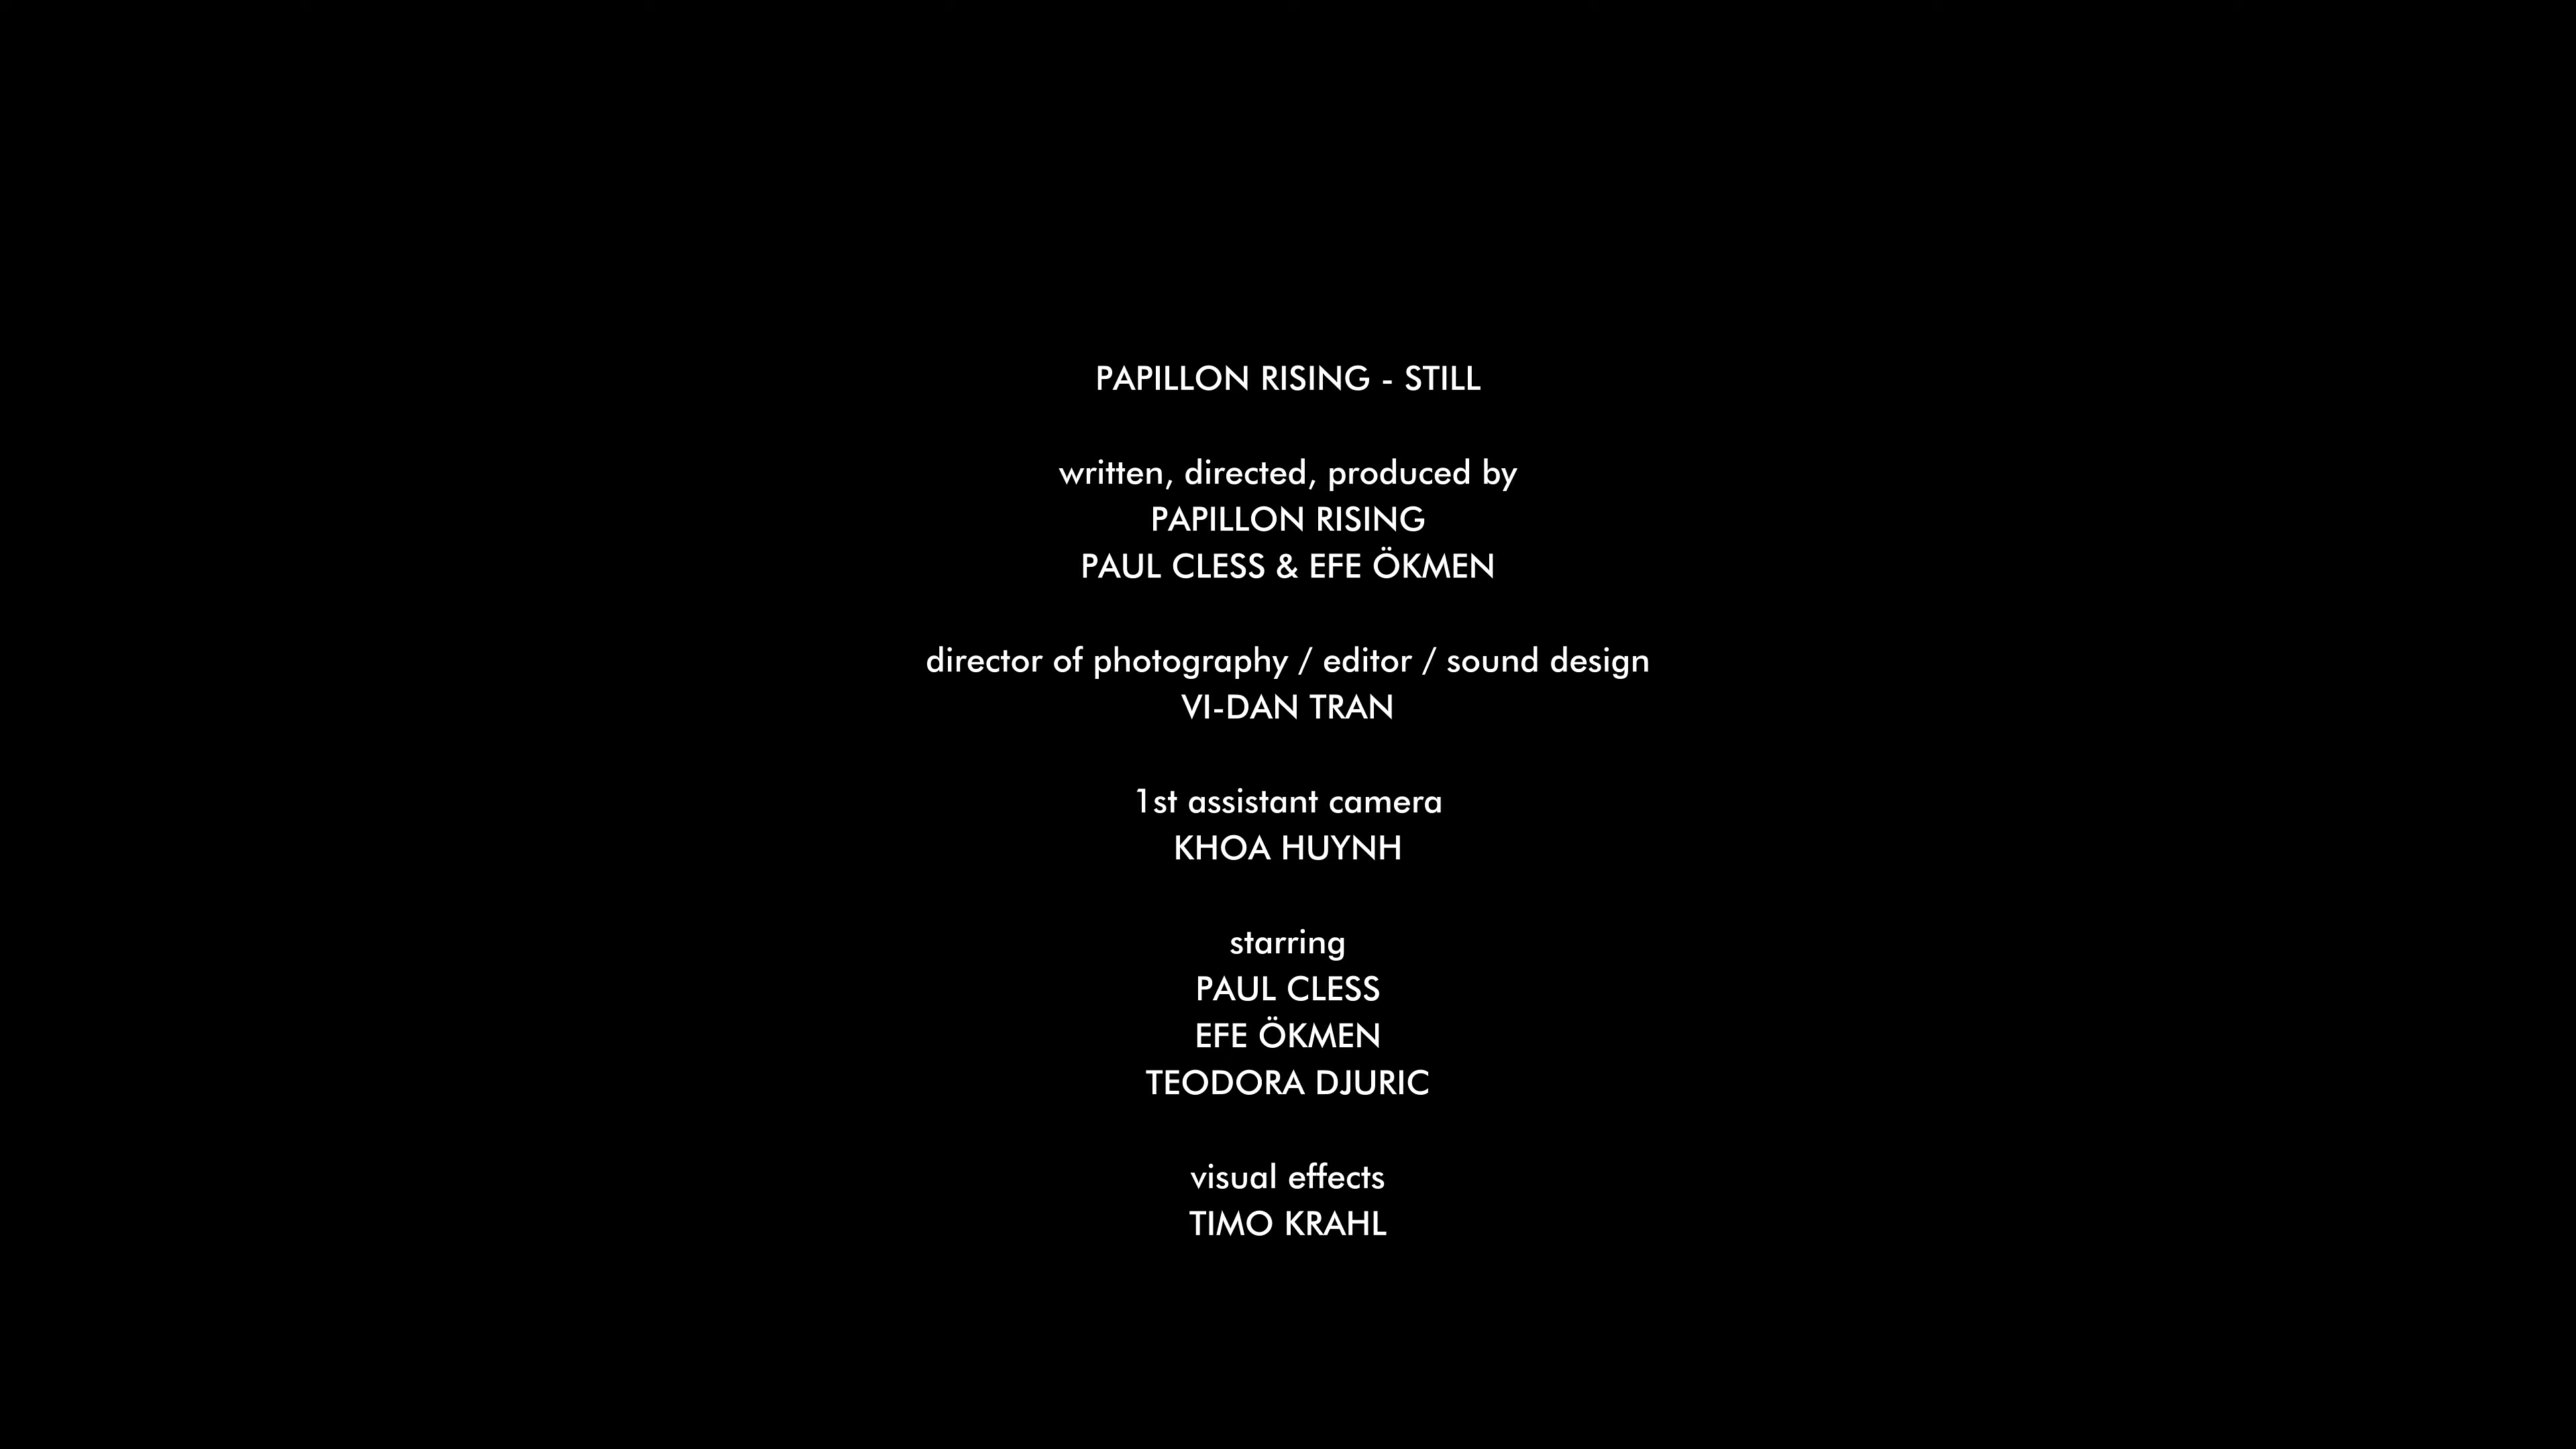 PAPILLON RISING - STILL
written, directed, produced by
PAPILLON RISING
PAUL CLESS & EFE ÖKMEN
director of photography / editor / sound design
VI-DAN TRAN
1st assistant camera
KHOA HUYNH
starring
PAUL CLESS
EFE ÖKMEN
TEODORA DJURIC
visual effects
TIMO KRAHL